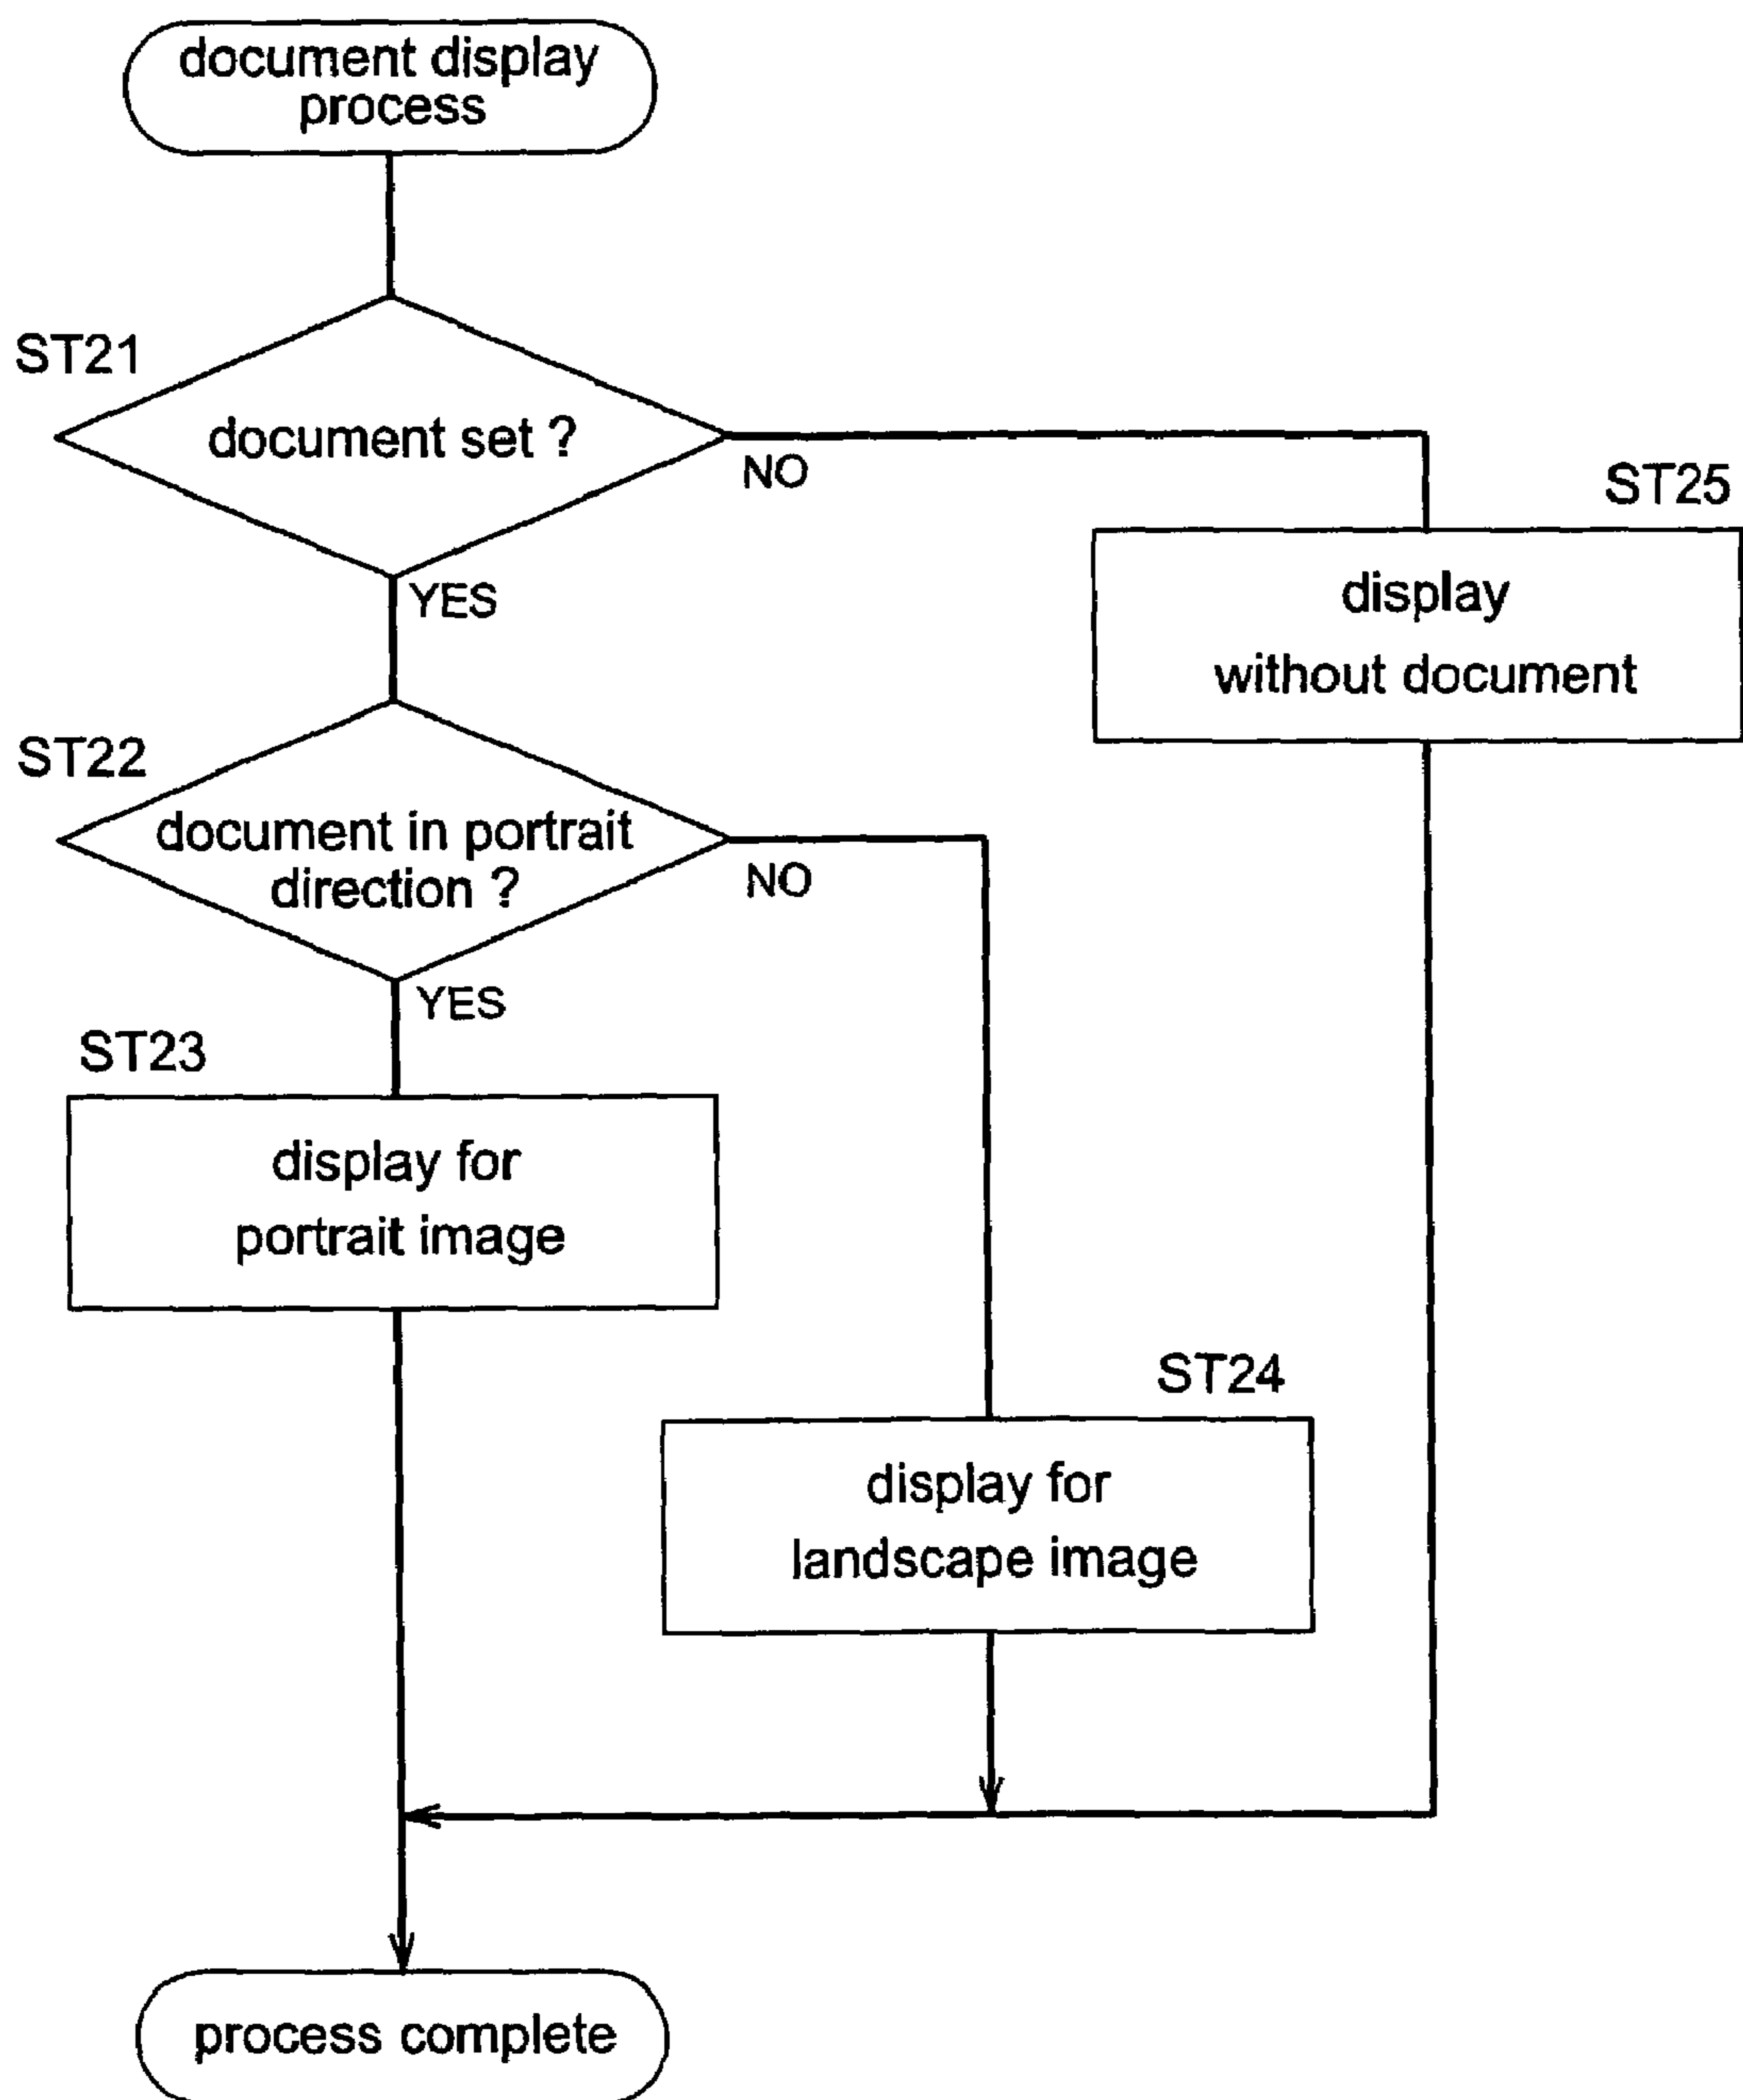 document display
process
ST21
document set ?
NO
YES
ST25
display
without document
ST22
document in portrait
direction ?
NO
YES
ST23
display for
portrait image
ST24
display for
landscape image
process complete